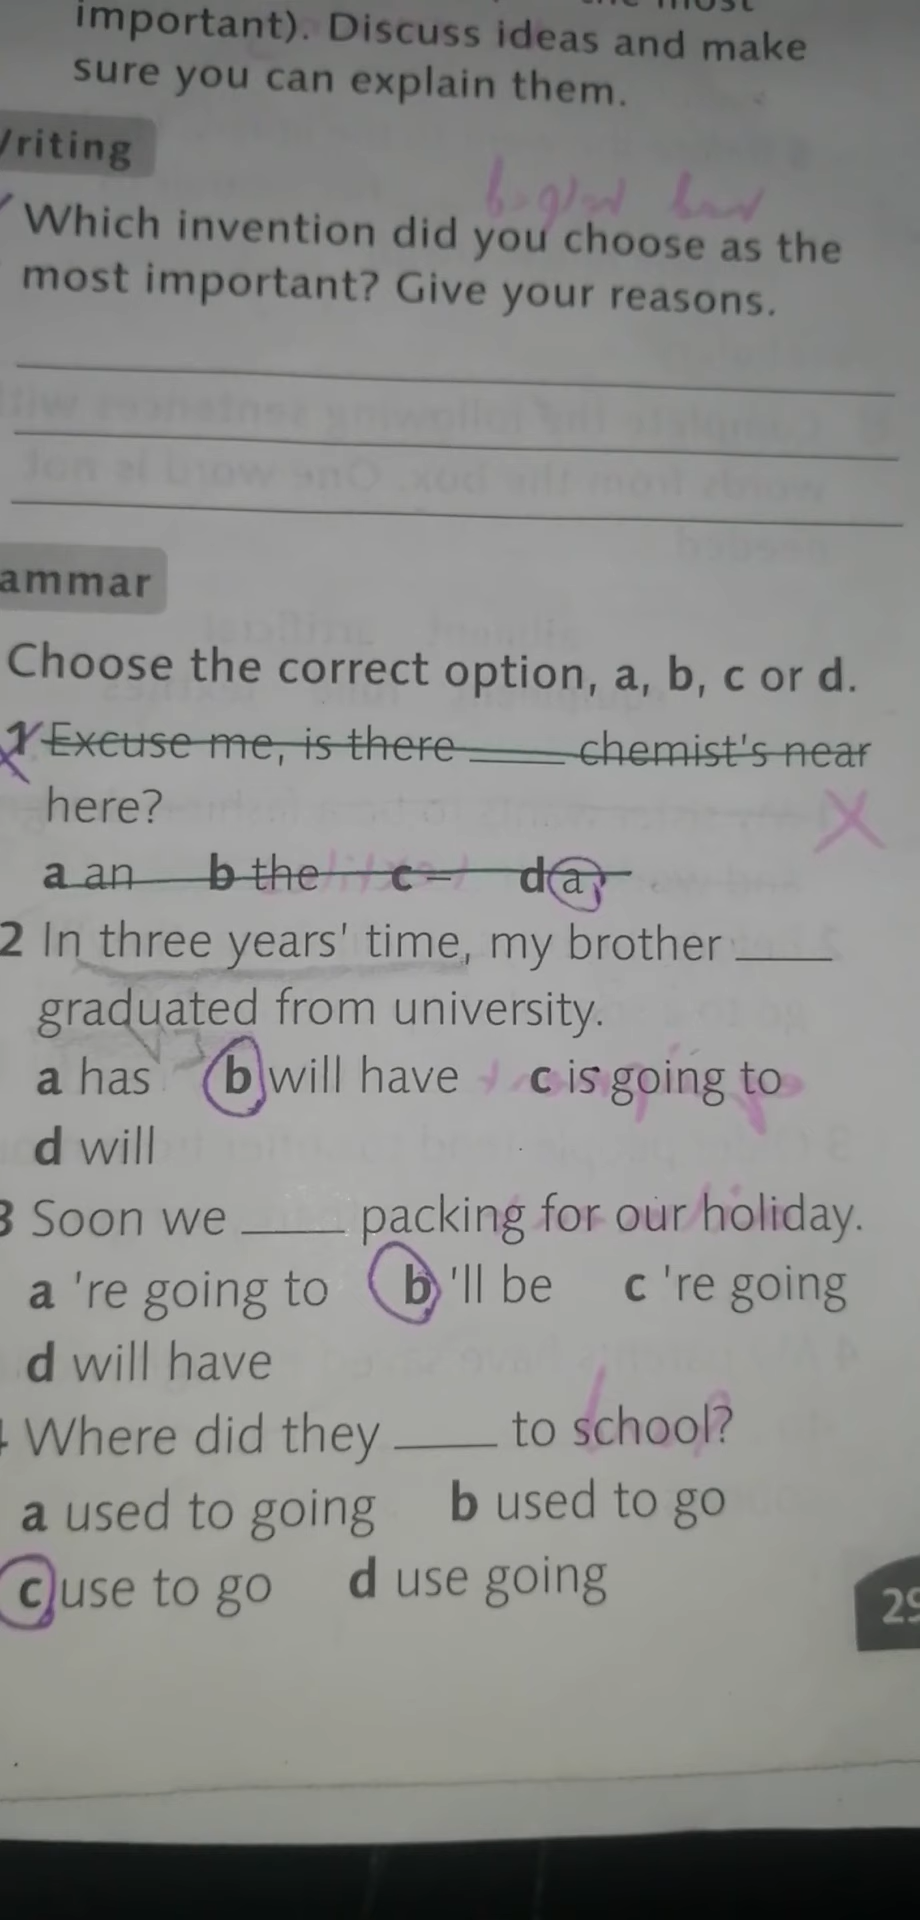 important). Discuss ideas and make
sure you can explain them.
Writing
Which invention did you choose as the
most important? Give your reasons.
ammar
Choose the correct option, a, b, c or d.
1 Excuse me, is there ____ chemist's near
here?
a an b the c – d a
2 In three years' time, my brother ____
graduated from university.
a has b will have c is going to
d will
3 Soon we ____ packing for our holiday.
a 're going to b 'll be c 're going
d will have
Where did they ____ to school?
a used to going b used to go
c use to go d use going
29